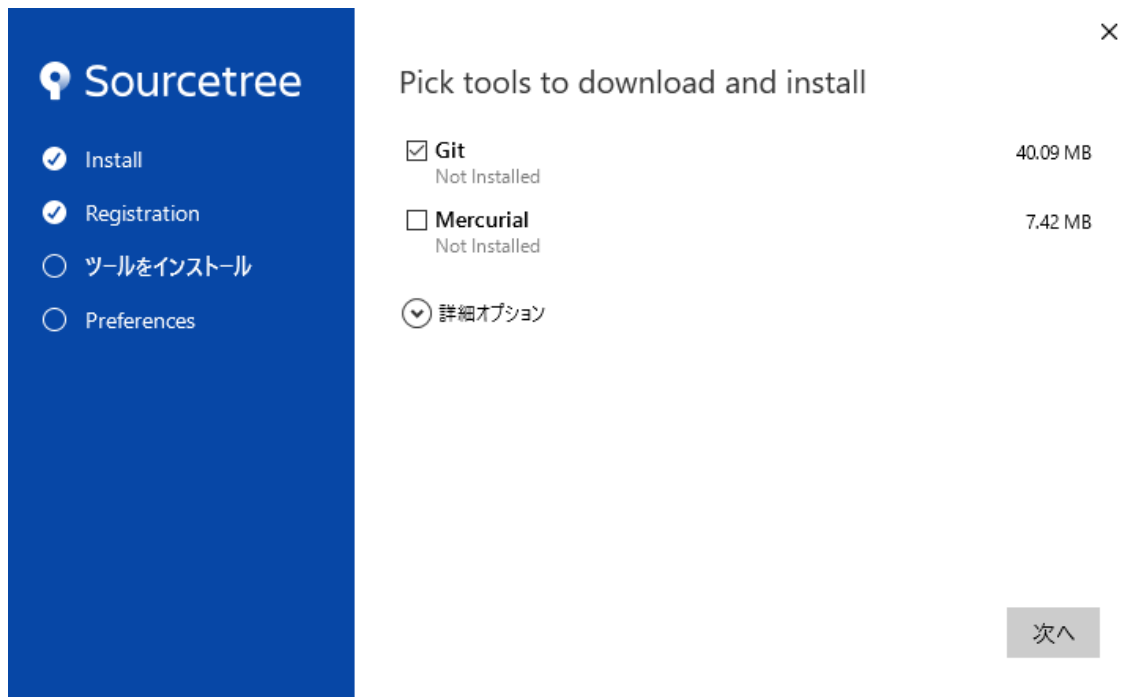 Sourcetree
Install
Registration
ツールをインストール
Preferences
Pick tools to download and install
Git
40.09 MB
Not Installed
Mercurial
7.42 MB
Not Installed
詳細オプション
次へ